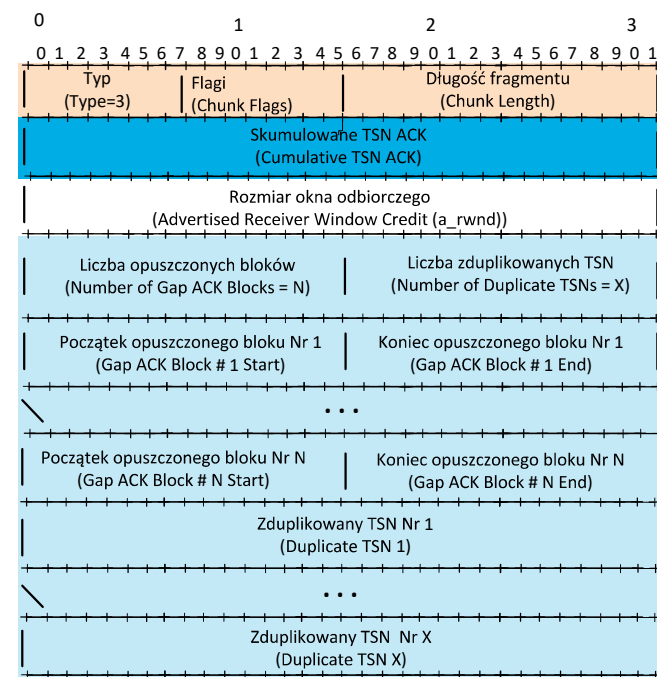 0 1 2 3
0 1 2 3 4 5 6 7 8 9 0 1 2 3 4 5 6 7 8 9 0 1 2 3 4 5 6 7 8 9 0 1
Typ Flagi Długość fragmentu
(Type=3) (Chunk Flags) (Chunk Length)
Skumulowane TSN ACK
(Cumulative TSN ACK)
Rozmiar okna odbiorczego
(Advertised Receiver Window Credit (a_rwnd))
Liczba opuszczonych bloków Liczba zduplikowanych TSN
(Number of Gap ACK Blocks = N) (Number of Duplicate TSNs = X)
Początek opuszczonego bloku Nr 1 Koniec opuszczonego bloku Nr 1
(Gap ACK Block # 1 Start) (Gap ACK Block # 1 End)
...
Początek opuszczonego bloku Nr N Koniec opuszczonego bloku Nr N
(Gap ACK Block # N Start) (Gap ACK Block # N End)
Zduplikowany TSN Nr 1
(Duplicate TSN 1)
...
Zduplikowany TSN Nr X
(Duplicate TSN X)